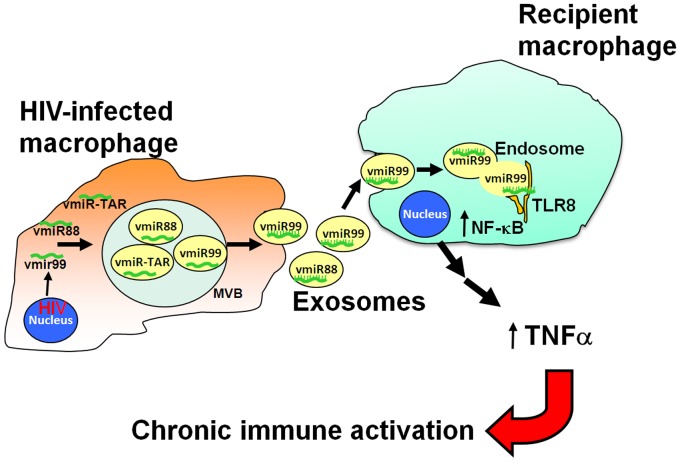 Recipient
macrophage
HIV-infected
macrophage
vmiR-TAR
vmiR88
vmir99
HIV
Nucleus
vmiR88
vmiR-TAR
vmiR99
MVB
vmiR99
vmiR99
vmiR88
Exosomes
vmiR99
vmiR99
Endosome
vmiR99
TLR8
Nucleus
NF-κB
TNFα
Chronic immune activation